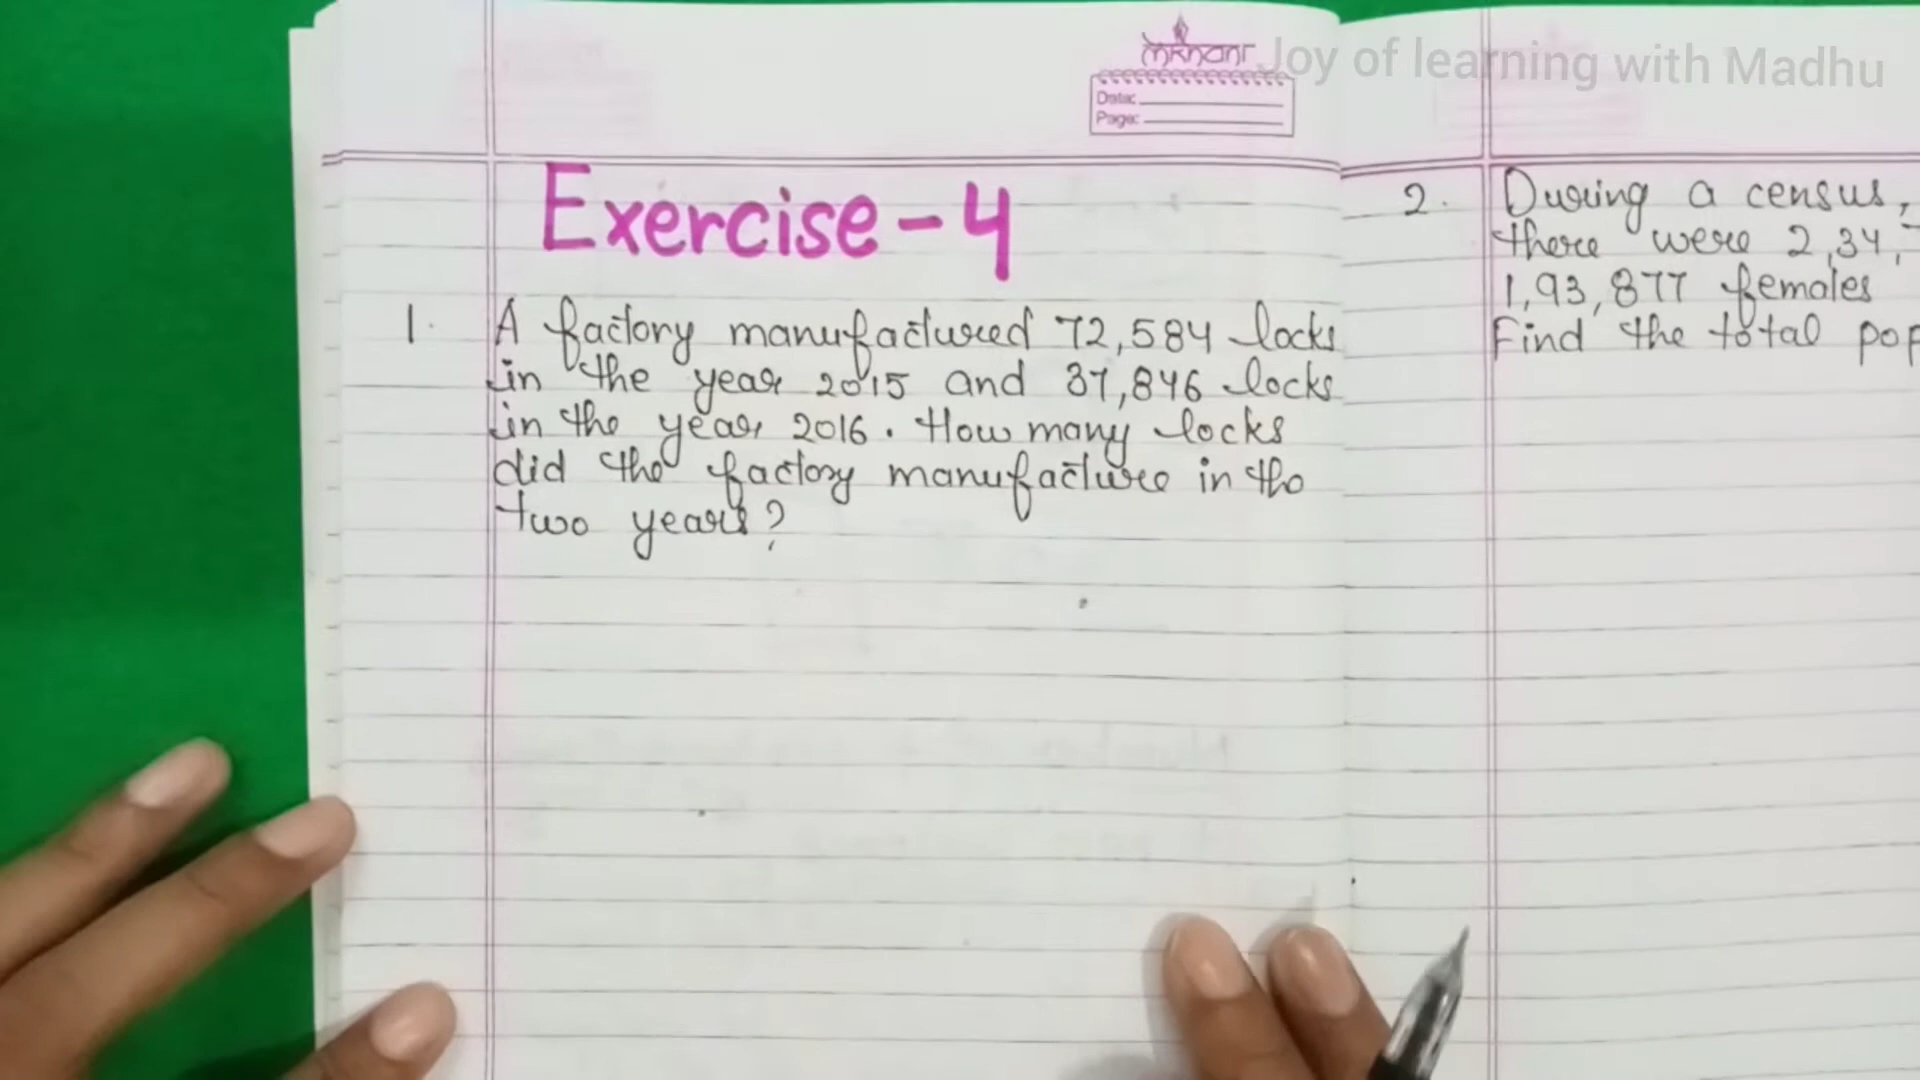 Joy of learning with Madhu
Date:
Page:
Exercise - 4
1. A factory manufactured 72,584 locks
in the year 2015 and 37,846 locks
in the year 2016. How many locks
did the factory manufacture in the
two years?
2. During a census,
there were 2,34,
1,93,877 females
Find the total pop